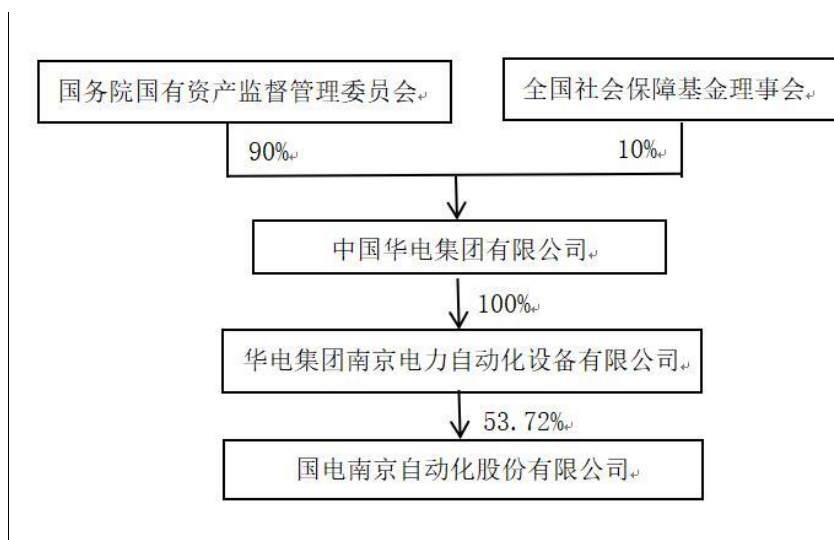 国务院国有资产监督管理委员会
全国社会保障基金理事会
90%
10%
中国华电集团有限公司
100%
华电集团南京电力自动化设备有限公司
53.72%
国电南京自动化股份有限公司